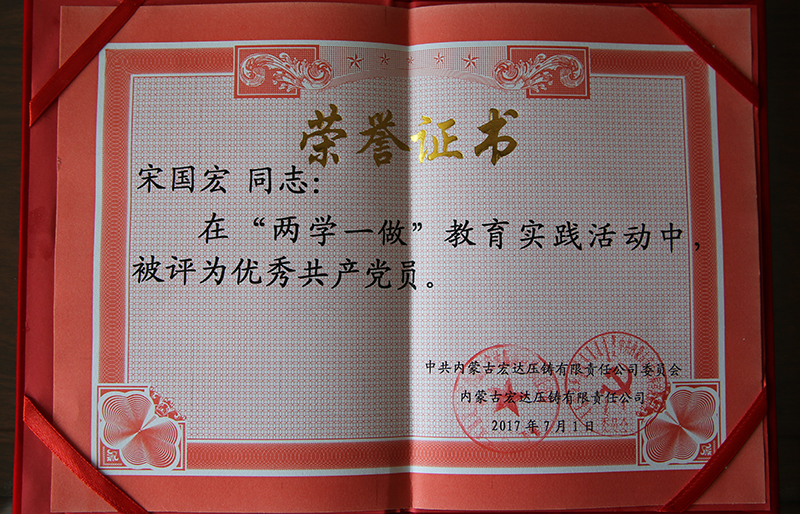 荣誉证书
宋国宏 同志：
在“两学一做”教育实践活动中，
被评为优秀共产党员。
中共内蒙古宏达压铸有限责任公司委员会
内蒙古宏达压铸有限责任公司
2017年7月1日